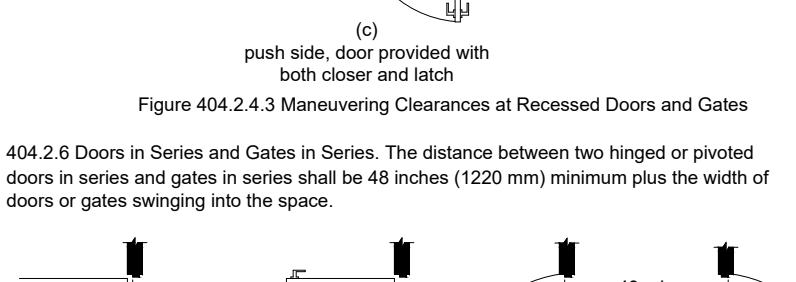 (c)
push side, door provided with
both closer and latch
Figure 404.2.4.3 Maneuvering Clearances at Recessed Doors and Gates
404.2.6 Doors in Series and Gates in Series. The distance between two hinged or pivoted
doors in series and gates in series shall be 48 inches (1220 mm) minimum plus the width of
doors or gates swinging into the space.